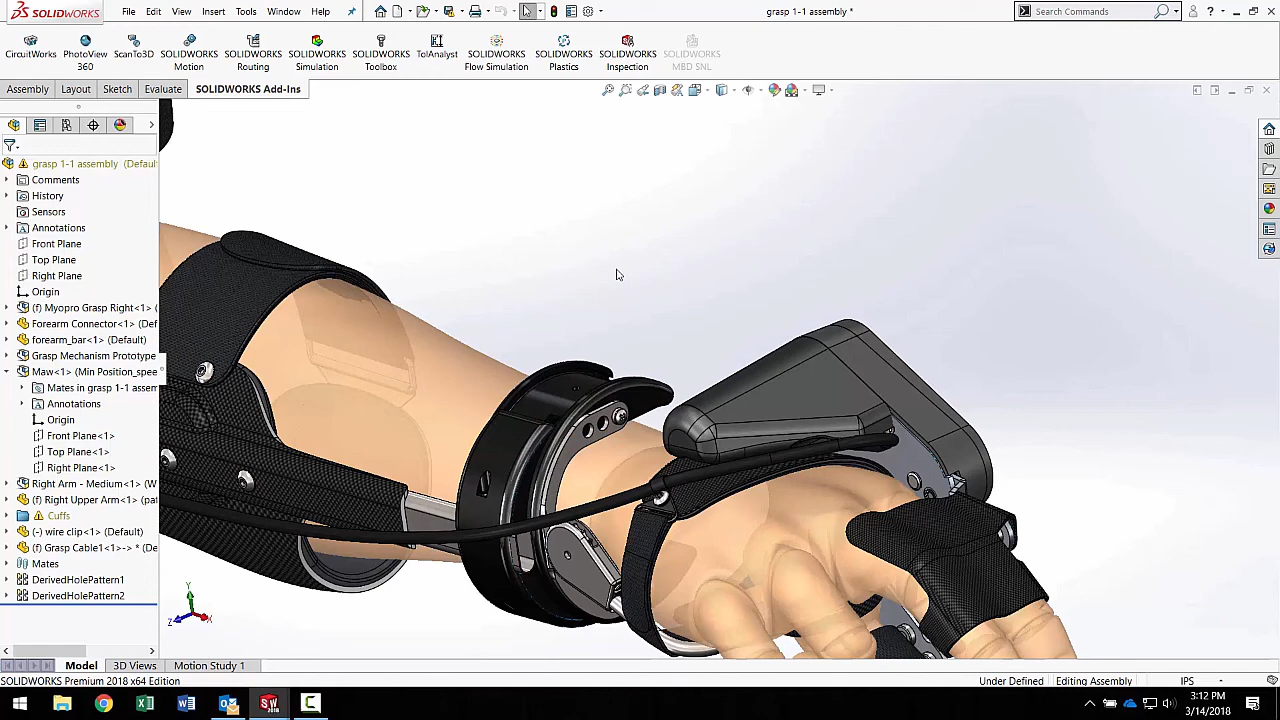 SOLIDWORKS
File Edit View Insert Tools Window Help
grasp 1-1 assembly *
Search Commands
CircuitWorks
PhotoView 360
ScanTo3D
SOLIDWORKS Motion
SOLIDWORKS Routing
SOLIDWORKS Simulation
SOLIDWORKS Toolbox
TolAnalyst
SOLIDWORKS Flow Simulation
SOLIDWORKS Plastics
SOLIDWORKS Inspection
SOLIDWORKS MBD SNL
Assembly Layout Sketch Evaluate SOLIDWORKS Add-Ins
grasp 1-1 assembly (Defaul
Comments
History
Sensors
Annotations
Front Plane
Top Plane
Right Plane
Origin
(f) Myopro Grasp Right<1> (
Forearm Connector<1> (Def
forearm_bar<1> (Default)
Grasp Mechanism Prototype
Maw<1> (Min Position_spee
Mates in grasp 1-1 assem
Annotations
Origin
Front Plane<1>
Top Plane<1>
Right Plane<1>
Right Arm - Medium<1> (W
(f) Right Upper Arm<1> (pat
Cuffs
(-) wire clip<1> (Default)
(f) Grasp Cable1<1>-> * (De
Mates
DerivedHolePattern1
DerivedHolePattern2
Y
Z
X
Model 3D Views Motion Study 1
SOLIDWORKS Premium 2018 x64 Edition
Under Defined Editing Assembly IPS
3:12 PM
3/14/2018